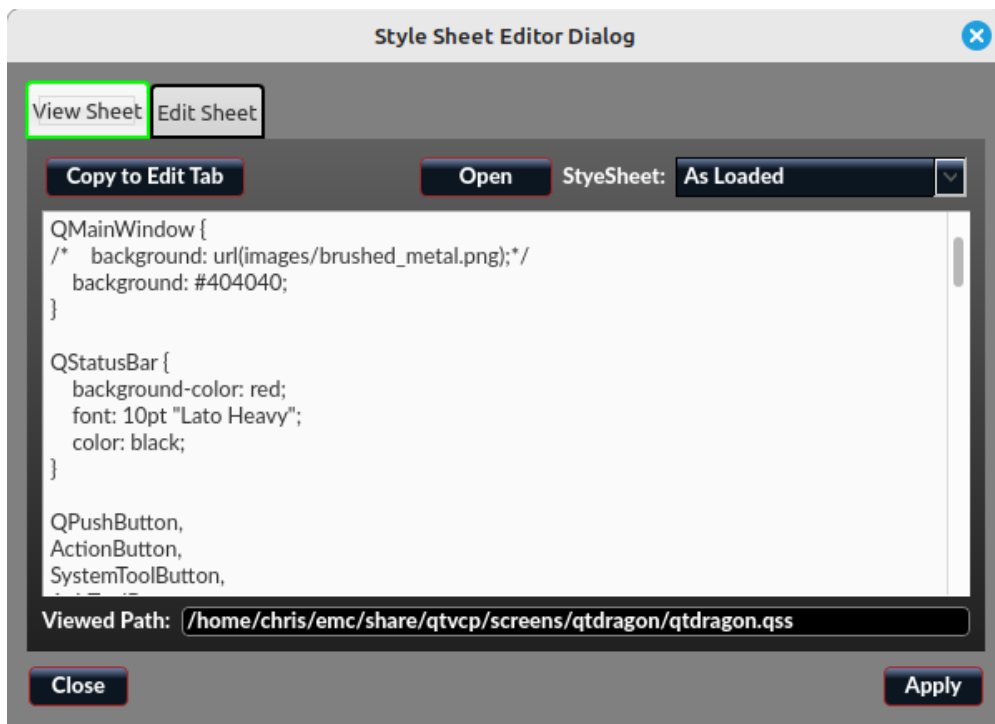 Style Sheet Editor Dialog
View Sheet Edit Sheet
Copy to Edit Tab Open StyeSheet: As Loaded
QMainWindow {
/* background: url(images/brushed_metal.png);*/
background: #404040;
}
QStatusBar {
background-color: red;
font: 10pt "Lato Heavy";
color: black;
}
QPushButton,
ActionButton,
SystemToolButton,
Viewed Path: /home/chris/emc/share/qtvcp/screens/qtdragon/qtdragon.qss
Close Apply